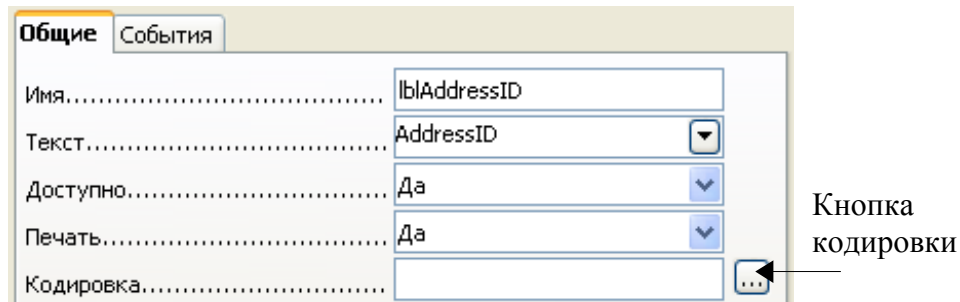 Общие События
Имя...................................... lblAddressID
Текст.................................... AddressID
Доступно............................... Да
Печать.................................. Да
Кодировка............................. ...
Кнопка
кодировки